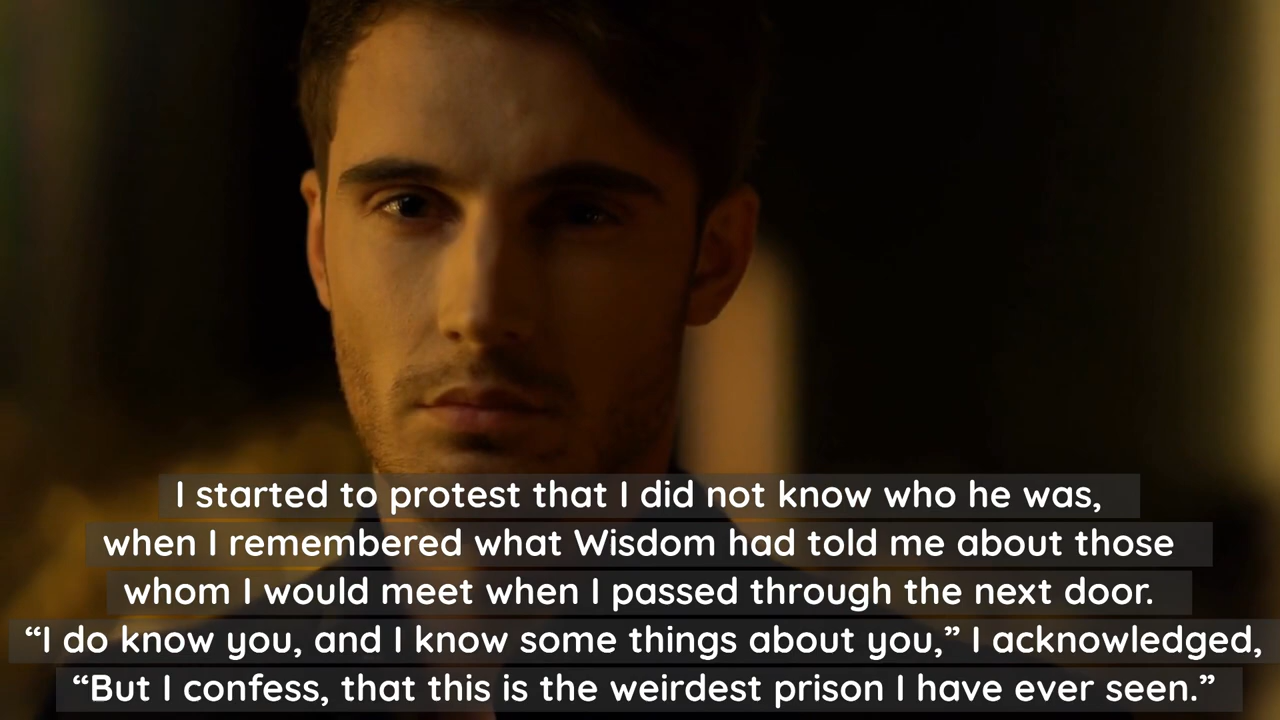 I started to protest that I did not know who he was,
when I remembered what Wisdom had told me about those
whom I would meet when I passed through the next door.
“I do know you, and I know some things about you,” I acknowledged,
“But I confess, that this is the weirdest prison I have ever seen.”